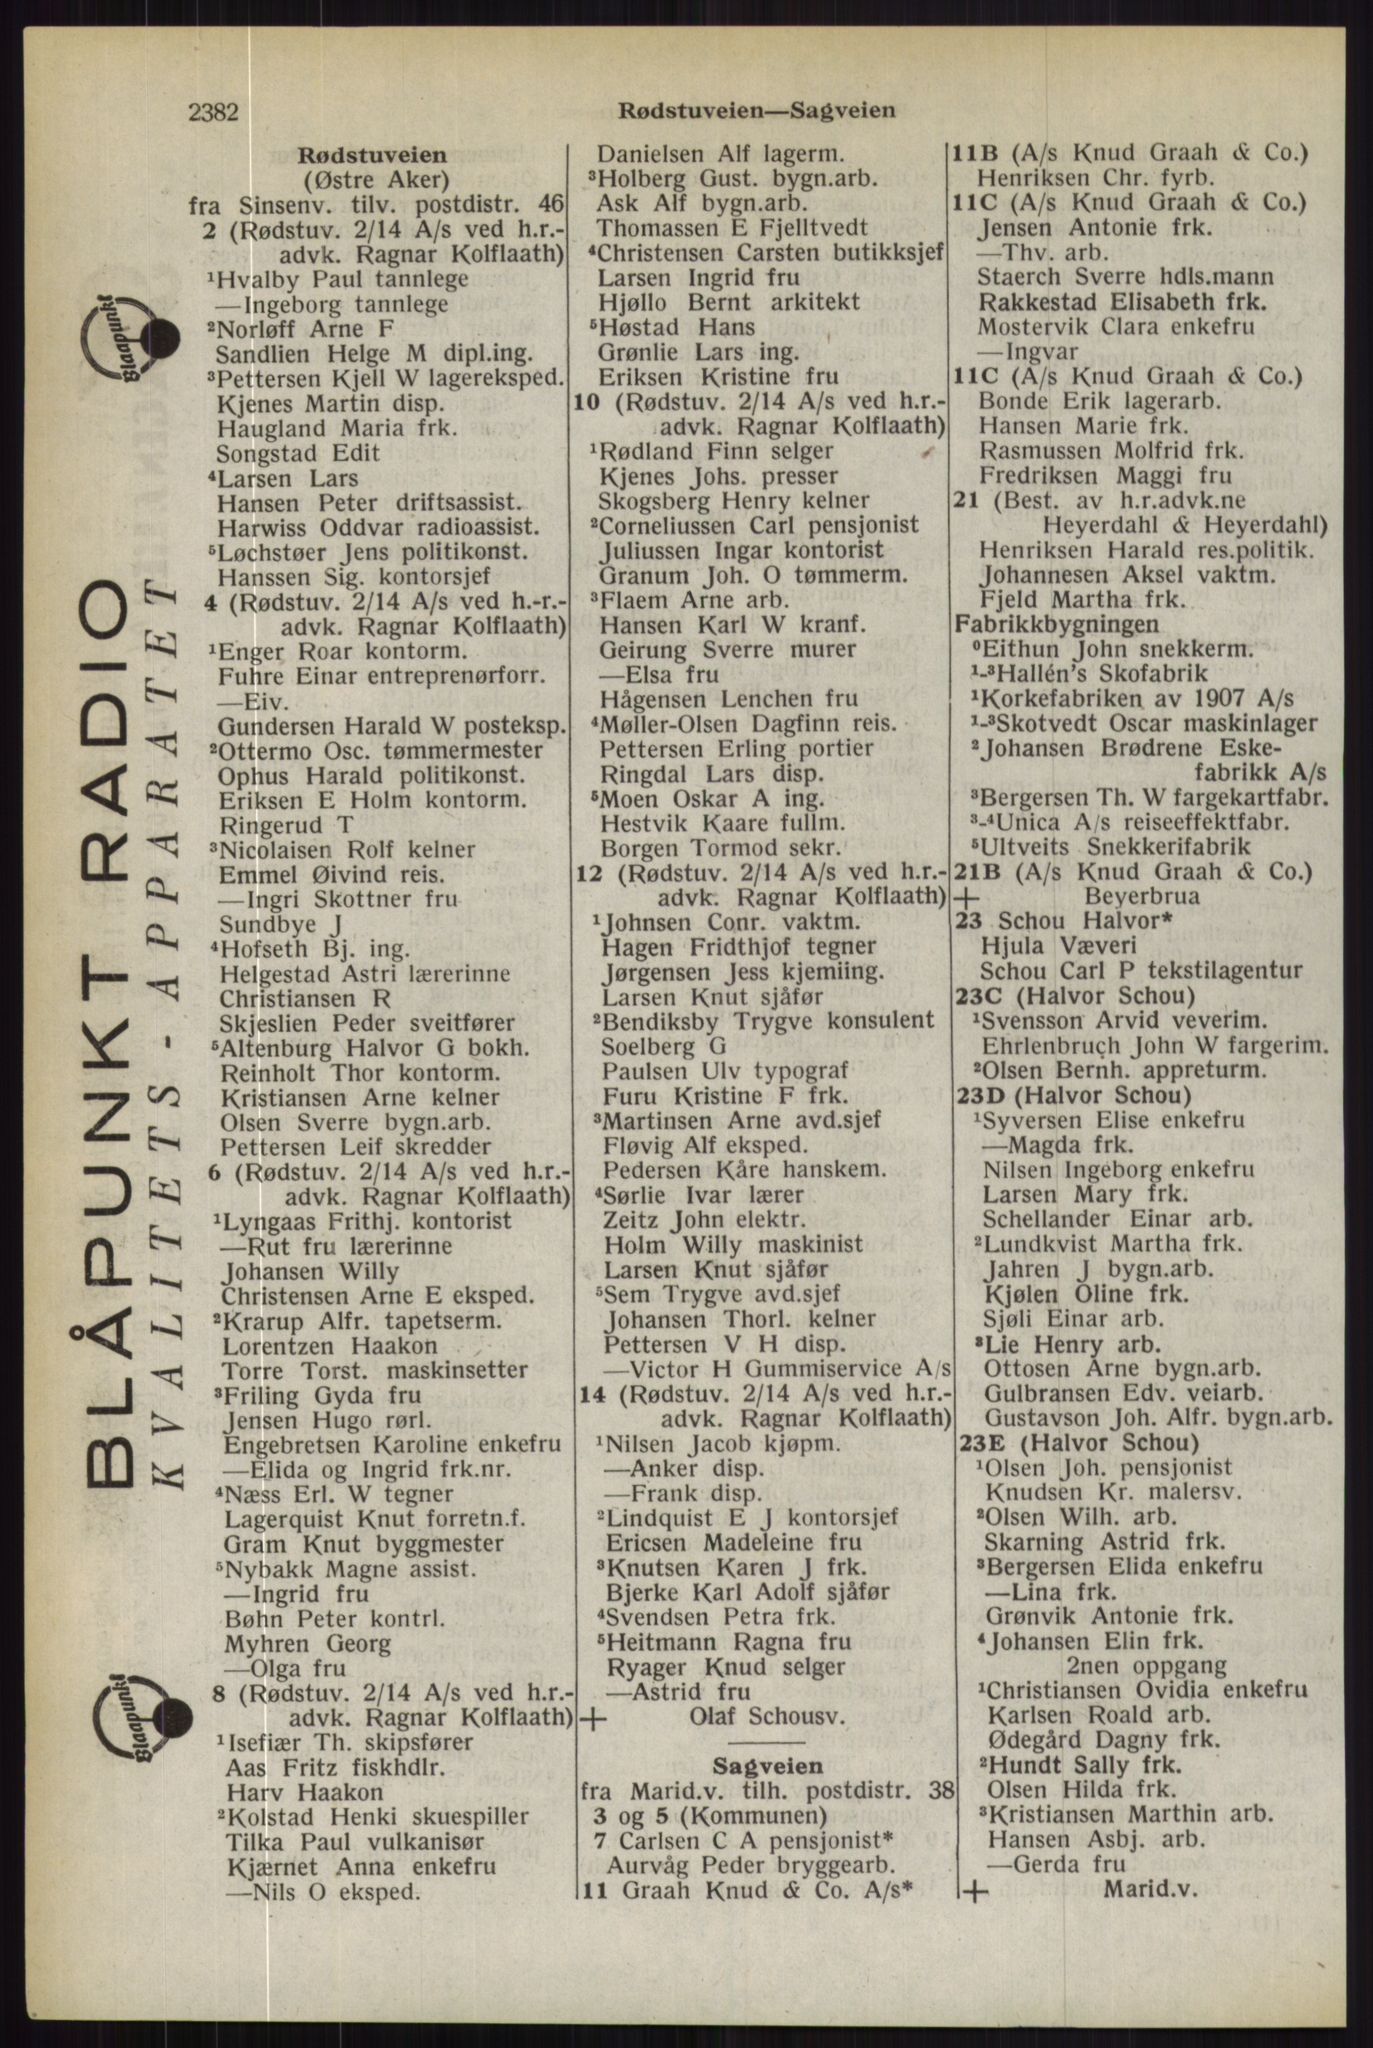 2382
Rødstuveien—Sagveien
Rødstuveien
(Østre Aker)
fra Sinsenv. tilv. postdistr. 46
2 (Rødstuv. 2/14 A/s ved h.r.-
advk. Ragnar Kolflaath)
¹Hvalby Paul tannlege
—Ingeborg tannlege
²Norløff Arne F
Sandlien Helge M dipl.ing.
³Pettersen Kjell W lagereksped.
Kjenes Martin disp.
Haugland Maria frk.
Songstad Edit
⁴Larsen Lars
Hansen Peter driftsassist.
Harwiss Oddvar radioassist.
⁵Løchstøer Jens politikonst.
Hanssen Sig. kontorsjef
4 (Rødstuv. 2/14 A/s ved h.-r.-
advk. Ragnar Kolflaath)
¹Enger Roar kontorm.
Fuhre Einar entreprenørforr.
—Eiv.
Gundersen Harald W posteksp.
²Ottermo Osc. tømmermester
Ophus Harald politikonst.
Eriksen E Holm kontorm.
Ringerud T
³Nicolaisen Rolf kelner
Emmel Øivind reis.
—Ingri Skottner fru
Sundbye J
⁴Hofseth Bj. ing.
Helgestad Astri lærerinne
Christiansen R
Skjeslien Peder sveitfører
⁵Altenburg Halvor G bokh.
Reinholt Thor kontorm.
Kristiansen Arne kelner
Olsen Sverre bygn.arb.
Pettersen Leif skredder
6 (Rødstuv. 2/14 A/s ved h.r.-
advk. Ragnar Kolflaath)
¹Lyngaas Frithj. kontorist
—Rut fru lærerinne
Johansen Willy
Christensen Arne E eksped.
²Krarup Alfr. tapetserm.
Lorentzen Haakon
Torre Torst. maskinsetter
³Friling Gyda fru
Jensen Hugo rørl.
Engebretsen Karoline enkefru
—Elida og Ingrid frk.nr.
⁴Næss Erl. W tegner
Lagerquist Knut forretn.f.
Gram Knut byggmester
⁵Nybakk Magne assist.
—Ingrid fru
Bøhn Peter kontrl.
Myhren Georg
—Olga fru
8 (Rødstuv. 2/14 A/s ved h.r.-
advk. Ragnar Kolflaath)
¹Isefiær Th. skipsfører
Aas Fritz fiskhdlr.
Harv Haakon
²Kolstad Henki skuespiller
Tilka Paul vulkanisør
Kjærnet Anna enkefru
—Nils O eksped.
Danielsen Alf lagerm.
³Holberg Gust. bygn.arb.
Ask Alf bygn.arb.
Thomassen E Fjelltvedt
⁴Christensen Carsten butikksjef
Larsen Ingrid fru
Hjøllo Bernt arkitekt
⁵Høstad Hans
Grønlie Lars ing.
Eriksen Kristine fru
10 (Rødstuv. 2/14 A/s ved h.r.-
advk. Ragnar Kolflaath)
¹Rødland Finn selger
Kjenes Johs. presser
Skogsberg Henry kelner
²Corneliussen Carl pensjonist
Juliussen Ingar kontorist
Granum Joh. O tømmerm.
³Flaem Arne arb.
Hansen Karl W kranf.
Geirung Sverre murer
—Elsa fru
Hågensen Lenchen fru
⁴Møller-Olsen Dagfinn reis.
Pettersen Erling portier
Ringdal Lars disp.
⁵Moen Oskar A ing.
Hestvik Kaare fullm.
Borgen Tormod sekr.
12 (Rødstuv. 2/14 A/s ved h.r.-
advk. Ragnar Kolflaath)
¹Johnsen Conr. vaktm.
Hagen Fridthjof tegner
Jørgensen Jess kjemiing.
Larsen Knut sjåfør
²Bendiksby Trygve konsulent
Soelberg G
Paulsen Ulv typograf
Furu Kristine F frk.
³Martinsen Arne avd.sjef
Fløvig Alf eksped.
Pedersen Kåre hanskem.
⁴Sørlie Ivar lærer
Zeitz John elektr.
Holm Willy maskinist
Larsen Knut sjåfør
⁵Sem Trygve avd.sjef
Johansen Thorl. kelner
Pettersen V H disp.
—Victor H Gummiservice A/s
14 (Rødstuv. 2/14 A/s ved h.r.-
advk. Ragnar Kolflaath)
¹Nilsen Jacob kjøpm.
—Anker disp.
—Frank disp.
²Lindquist E J kontorsjef
Ericsen Madeleine fru
³Knutsen Karen J frk.
Bjerke Karl Adolf sjåfør
⁴Svendsen Petra frk.
⁵Heitmann Ragna fru
Ryager Knud selger
—Astrid fru
+ Olaf Schousv.
Sagveien
fra Marid.v. tilh. postdistr. 38
3 og 5 (Kommunen)
7 Carlsen C A pensjonist*
Aurvåg Peder bryggearb.
11 Graah Knud & Co. A/s*
11B (A/s Knud Graah & Co.)
Henriksen Chr. fyrb.
11C (A/s Knud Graah & Co.)
Jensen Antonie frk.
—Thv. arb.
Staerch Sverre hdls.mann
Rakkestad Elisabeth frk.
Mostervik Clara enkefru
—Ingvar
11C (A/s Knud Graah & Co.)
Bonde Erik lagerarb.
Hansen Marie frk.
Rasmussen Molfrid frk.
Fredriksen Maggi fru
21 (Best. av h.r.advk.ne
Heyerdahl & Heyerdahl)
Henriksen Harald res.politik.
Johannesen Aksel vaktm.
Fjeld Martha frk.
Fabrikkbygningen
⁰Eithun John snekkerm.
¹-³Hallén's Skofabrik
¹Korkefabriken av 1907 A/s
¹-³Skotvedt Oscar maskinlager
²Johansen Brødrene Eske-
fabrikk A/s
³Bergersen Th. W fargekartfabr.
³-⁴Unica A/s reiseeffektfabr.
⁵Ultveits Snekkerifabrik
21B (A/s Knud Graah & Co.)
+ Beyerbrua
23 Schou Halvor*
Hjula Væveri
Schou Carl P tekstilagentur
23C (Halvor Schou)
¹Svensson Arvid veverim.
Ehrlenbruch John W fargerim.
²Olsen Bernh. appreturm.
23D (Halvor Schou)
¹Syversen Elise enkefru
—Magda frk.
Nilsen Ingeborg enkefru
Larsen Mary frk.
Schellander Einar arb.
²Lundkvist Martha frk.
Jahren J bygn.arb.
Kjølen Oline frk.
Sjøli Einar arb.
³Lie Henry arb.
Ottosen Arne bygn.arb.
Gulbransen Edv. veiarb.
Gustavson Joh. Alfr. bygn.arb.
23E (Halvor Schou)
¹Olsen Joh. pensjonist
Knudsen Kr. malersv.
²Olsen Wilh. arb.
Skarning Astrid frk.
³Bergersen Elida enkefru
—Lina frk.
Grønvik Antonie frk.
⁴Johansen Elin frk.
2nen oppgang
¹Christiansen Ovidia enkefru
Karlsen Roald arb.
Ødegård Dagny frk.
²Hundt Sally frk.
Olsen Hilda frk.
³Kristiansen Marthin arb.
Hansen Asbj. arb.
—Gerda fru
+ Marid.v.
Blaapunkt
BLÅPUNKT RADIO
KVALITETS-APPARATET
Blaapunkt